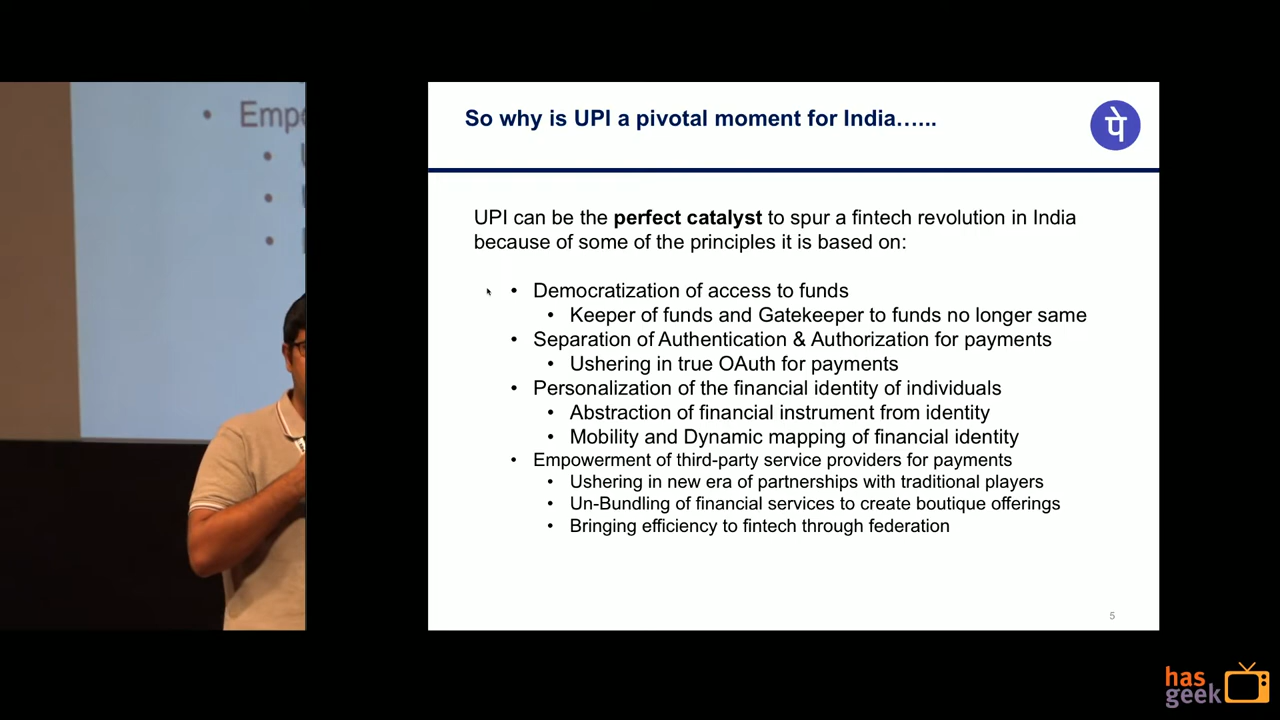 Empe
So why is UPI a pivotal moment for India…...
पे
UPI can be the perfect catalyst to spur a fintech revolution in India
because of some of the principles it is based on:
• Democratization of access to funds
• Keeper of funds and Gatekeeper to funds no longer same
• Separation of Authentication & Authorization for payments
• Ushering in true OAuth for payments
• Personalization of the financial identity of individuals
• Abstraction of financial instrument from identity
• Mobility and Dynamic mapping of financial identity
• Empowerment of third-party service providers for payments
• Ushering in new era of partnerships with traditional players
• Un-Bundling of financial services to create boutique offerings
• Bringing efficiency to fintech through federation
5
has
geek